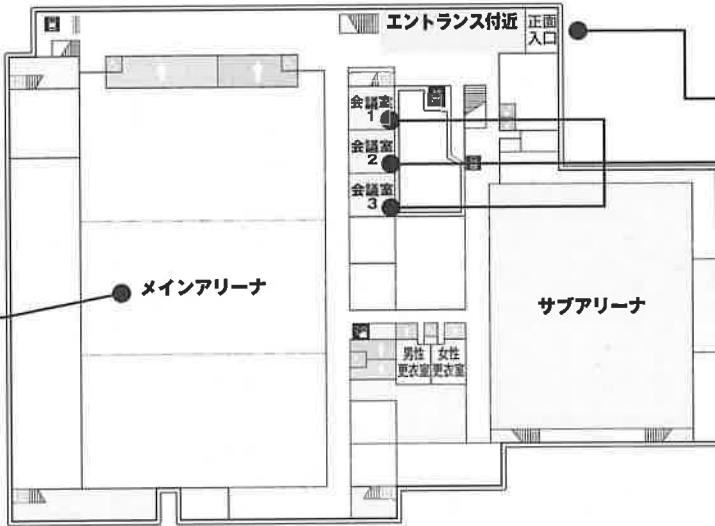 エントランス付近
正面
入口
会議室
1
会議室
2
会議室
3
メインアリーナ
サブアリーナ
男性
更衣室
女性
更衣室